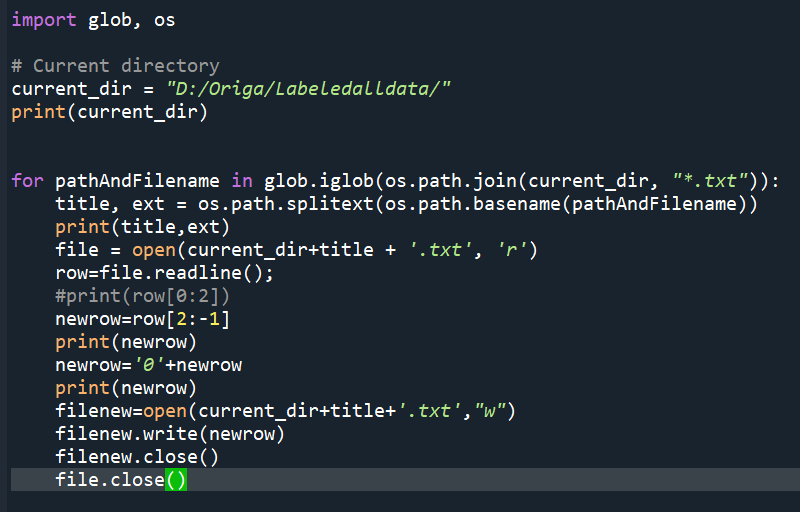 import glob, os
# Current directory
current_dir = "D:/Origa/Labeledalldata/"
print(current_dir)
for pathAndFilename in glob.iglob(os.path.join(current_dir, "*.txt")):
    title, ext = os.path.splitext(os.path.basename(pathAndFilename))
    print(title,ext)
    file = open(current_dir+title + '.txt', 'r')
    row=file.readline();
    #print(row[0:2])
    newrow=row[2:-1]
    print(newrow)
    newrow='0'+newrow
    print(newrow)
    filenew=open(current_dir+title+'.txt',"w")
    filenew.write(newrow)
    filenew.close()
    file.close()